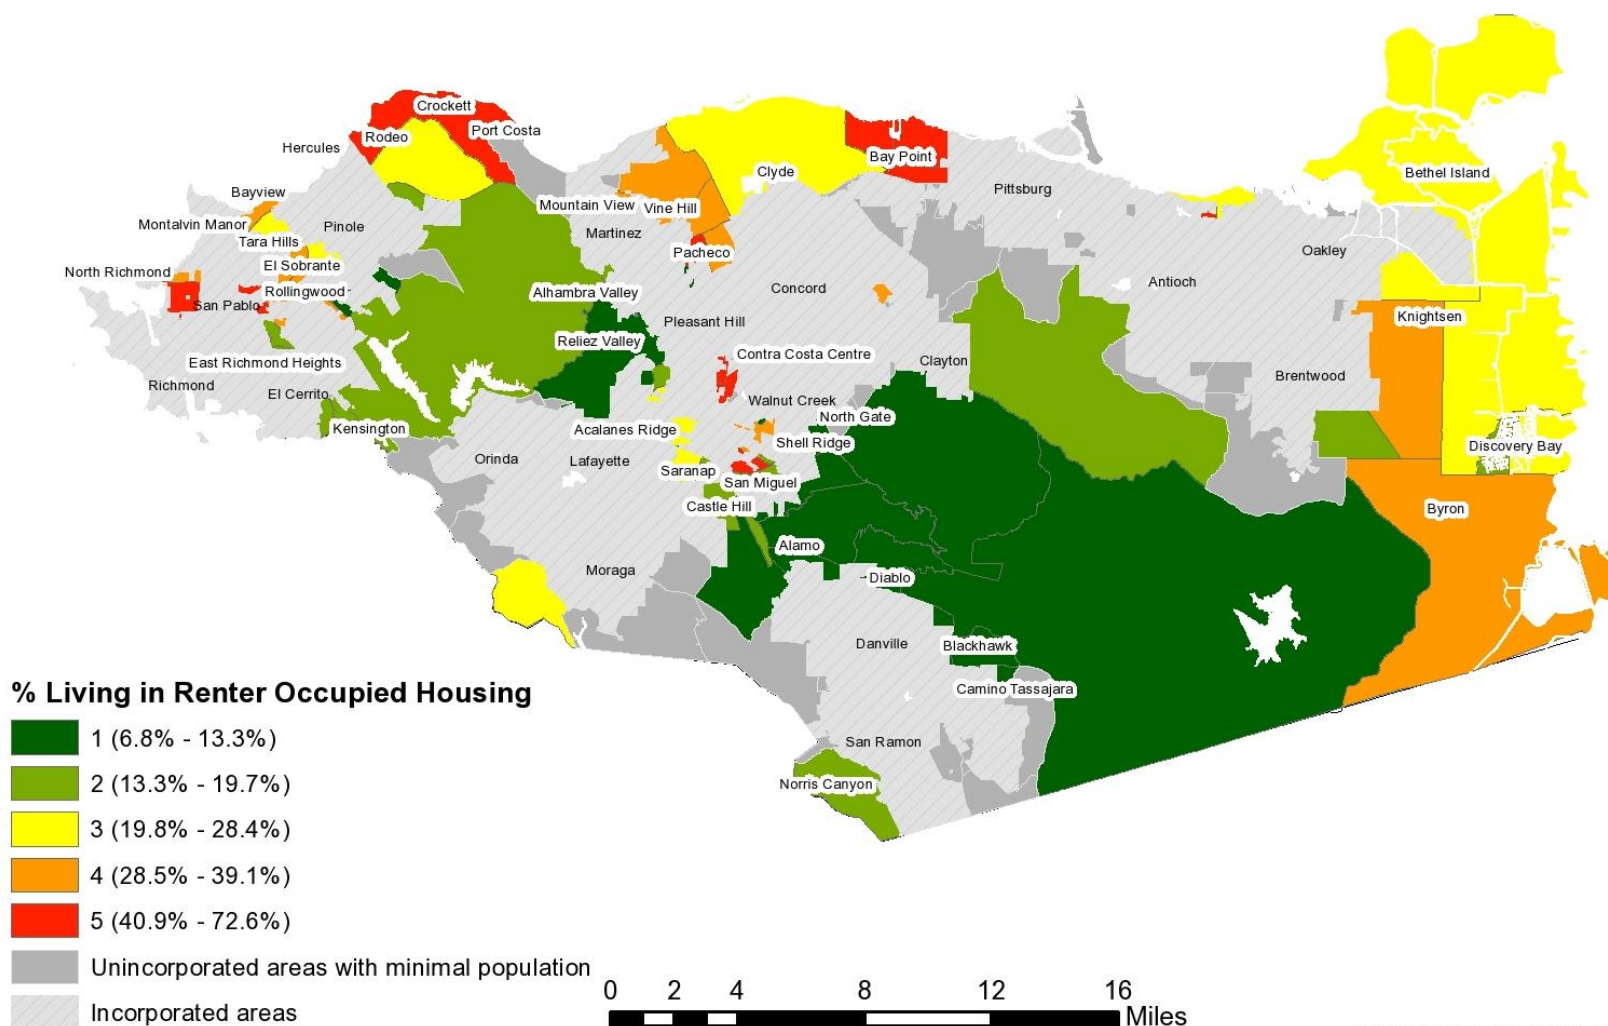 Crockett
Rodeo
Port Costa
Hercules
Bay Point
Clyde
Bethel Island
Bayview
Mountain View
Vine Hill
Pittsburg
Montalvin Manor
Pinole
Martinez
Tara Hills
Pacheco
Oakley
North Richmond
El Sobrante
Antioch
Rollingwood
Alhambra Valley
Concord
San Pablo
Pleasant Hill
Knightsen
Reliez Valley
Contra Costa Centre
East Richmond Heights
Clayton
Richmond
Brentwood
El Cerrito
Walnut Creek
North Gate
Kensington
Acalanes Ridge
Shell Ridge
Discovery Bay
Orinda
Lafayette
Saranap
San Miguel
Castle Hill
Byron
Alamo
Moraga
Diablo
Danville
Blackhawk
Camino Tassajara
San Ramon
Norris Canyon
% Living in Renter Occupied Housing
1 (6.8% - 13.3%)
2 (13.3% - 19.7%)
3 (19.8% - 28.4%)
4 (28.5% - 39.1%)
5 (40.9% - 72.6%)
Unincorporated areas with minimal population
Incorporated areas
0 2 4 8 12 16
Miles